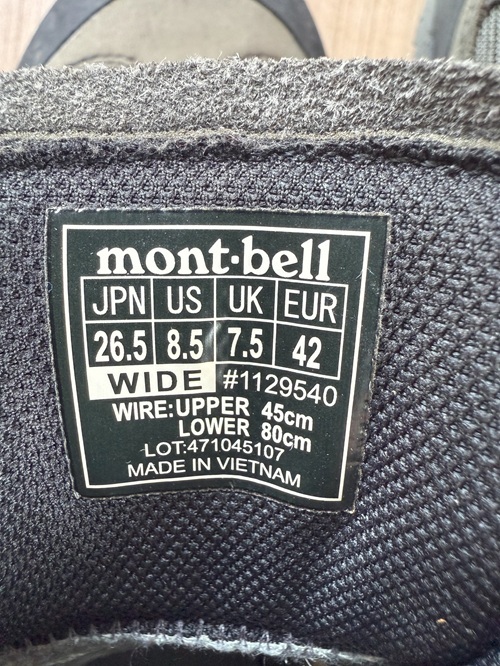 mont·bell
JPN US UK EUR
26.5 8.5 7.5 42
WIDE #1129540
WIRE:UPPER 45cm
LOWER 80cm
LOT:471045107
MADE IN VIETNAM